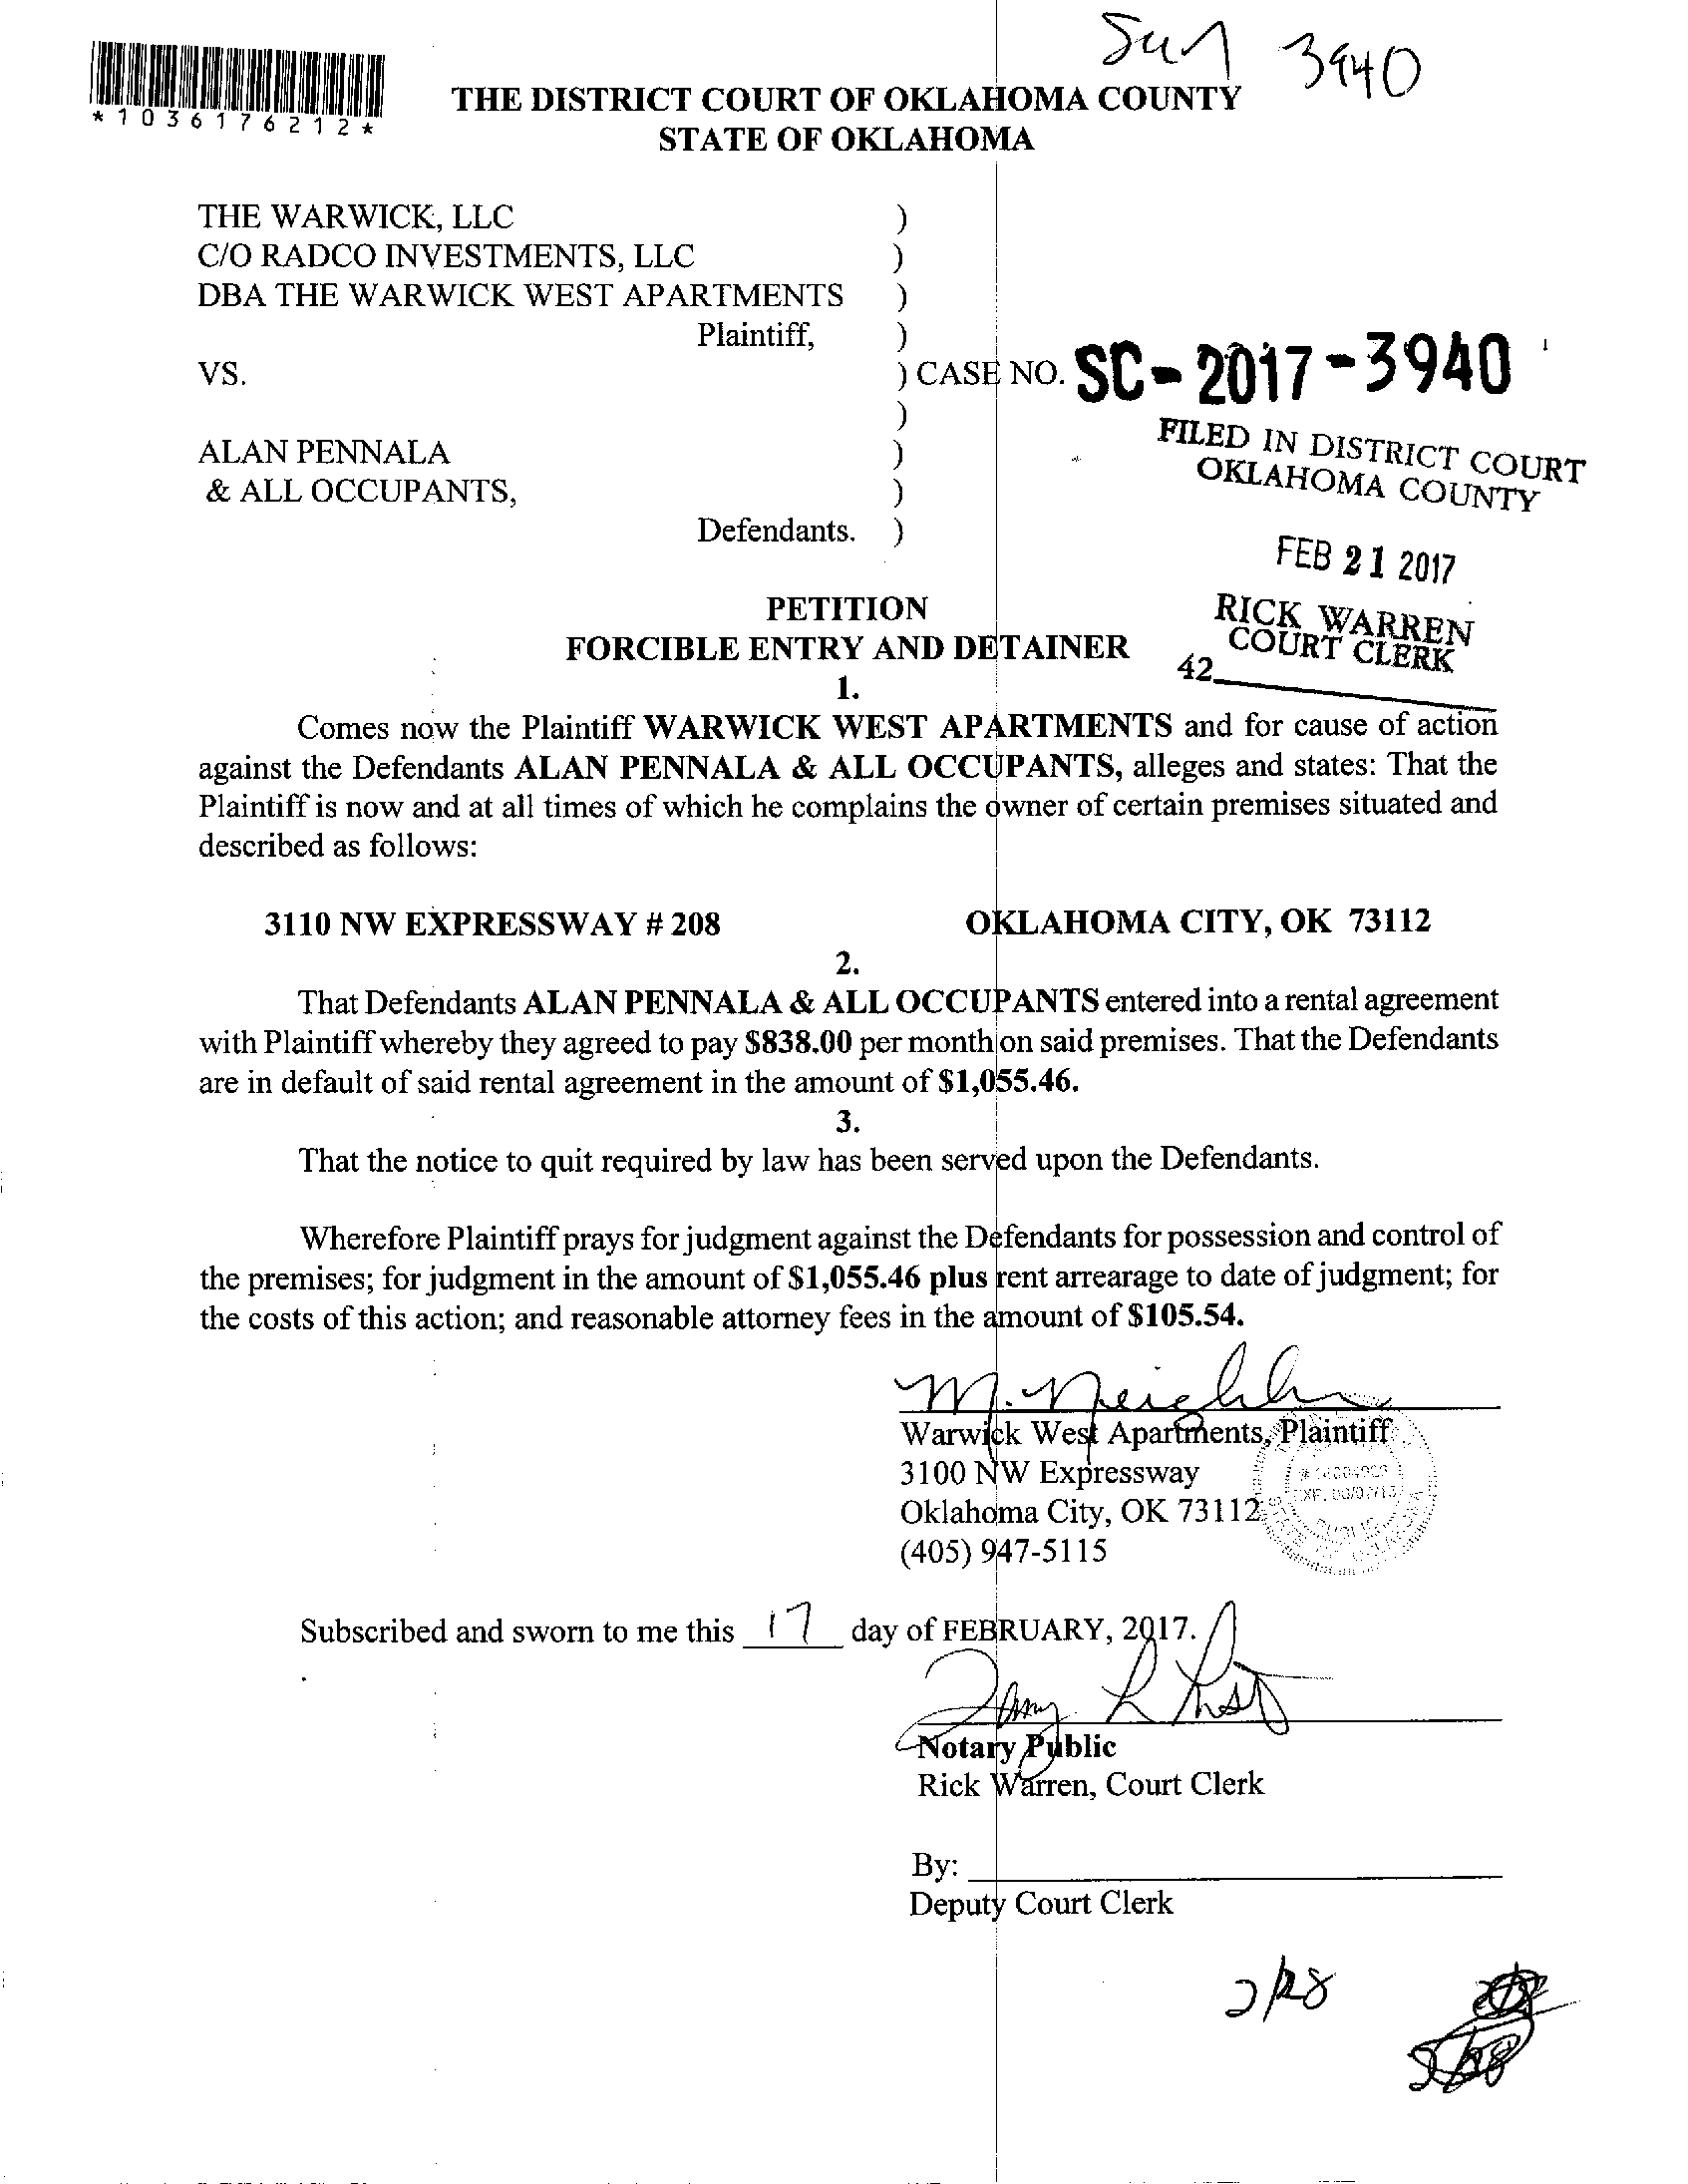 3940
*1036176212*
THE DISTRICT COURT OF OKLAHOMA COUNTY
STATE OF OKLAHOMA
THE WARWICK, LLC )
C/O RADCO INVESTMENTS, LLC )
DBA THE WARWICK WEST APARTMENTS )
Plaintiff, )
VS. ) CASE NO. SC-2017-3940
)
ALAN PENNALA )
& ALL OCCUPANTS, )
Defendants. )
FILED IN DISTRICT COURT
OKLAHOMA COUNTY
FEB 21 2017
RICK WARREN
COURT CLERK
42
PETITION
FORCIBLE ENTRY AND DETAINER
1.
Comes now the Plaintiff WARWICK WEST APARTMENTS and for cause of action
against the Defendants ALAN PENNALA & ALL OCCUPANTS, alleges and states: That the
Plaintiff is now and at all times of which he complains the owner of certain premises situated and
described as follows:
3110 NW EXPRESSWAY # 208 OKLAHOMA CITY, OK 73112
2.
That Defendants ALAN PENNALA & ALL OCCUPANTS entered into a rental agreement
with Plaintiff whereby they agreed to pay $838.00 per month on said premises. That the Defendants
are in default of said rental agreement in the amount of $1,055.46.
3.
That the notice to quit required by law has been served upon the Defendants.
Wherefore Plaintiff prays for judgment against the Defendants for possession and control of
the premises; for judgment in the amount of $1,055.46 plus rent arrearage to date of judgment; for
the costs of this action; and reasonable attorney fees in the amount of $105.54.
Warwick West Apartments, Plaintiff
3100 NW Expressway
Oklahoma City, OK 73112
(405) 947-5115
Subscribed and sworn to me this 17 day of FEBRUARY, 2017.
Notary Public
Rick Warren, Court Clerk
By:
Deputy Court Clerk
2/28